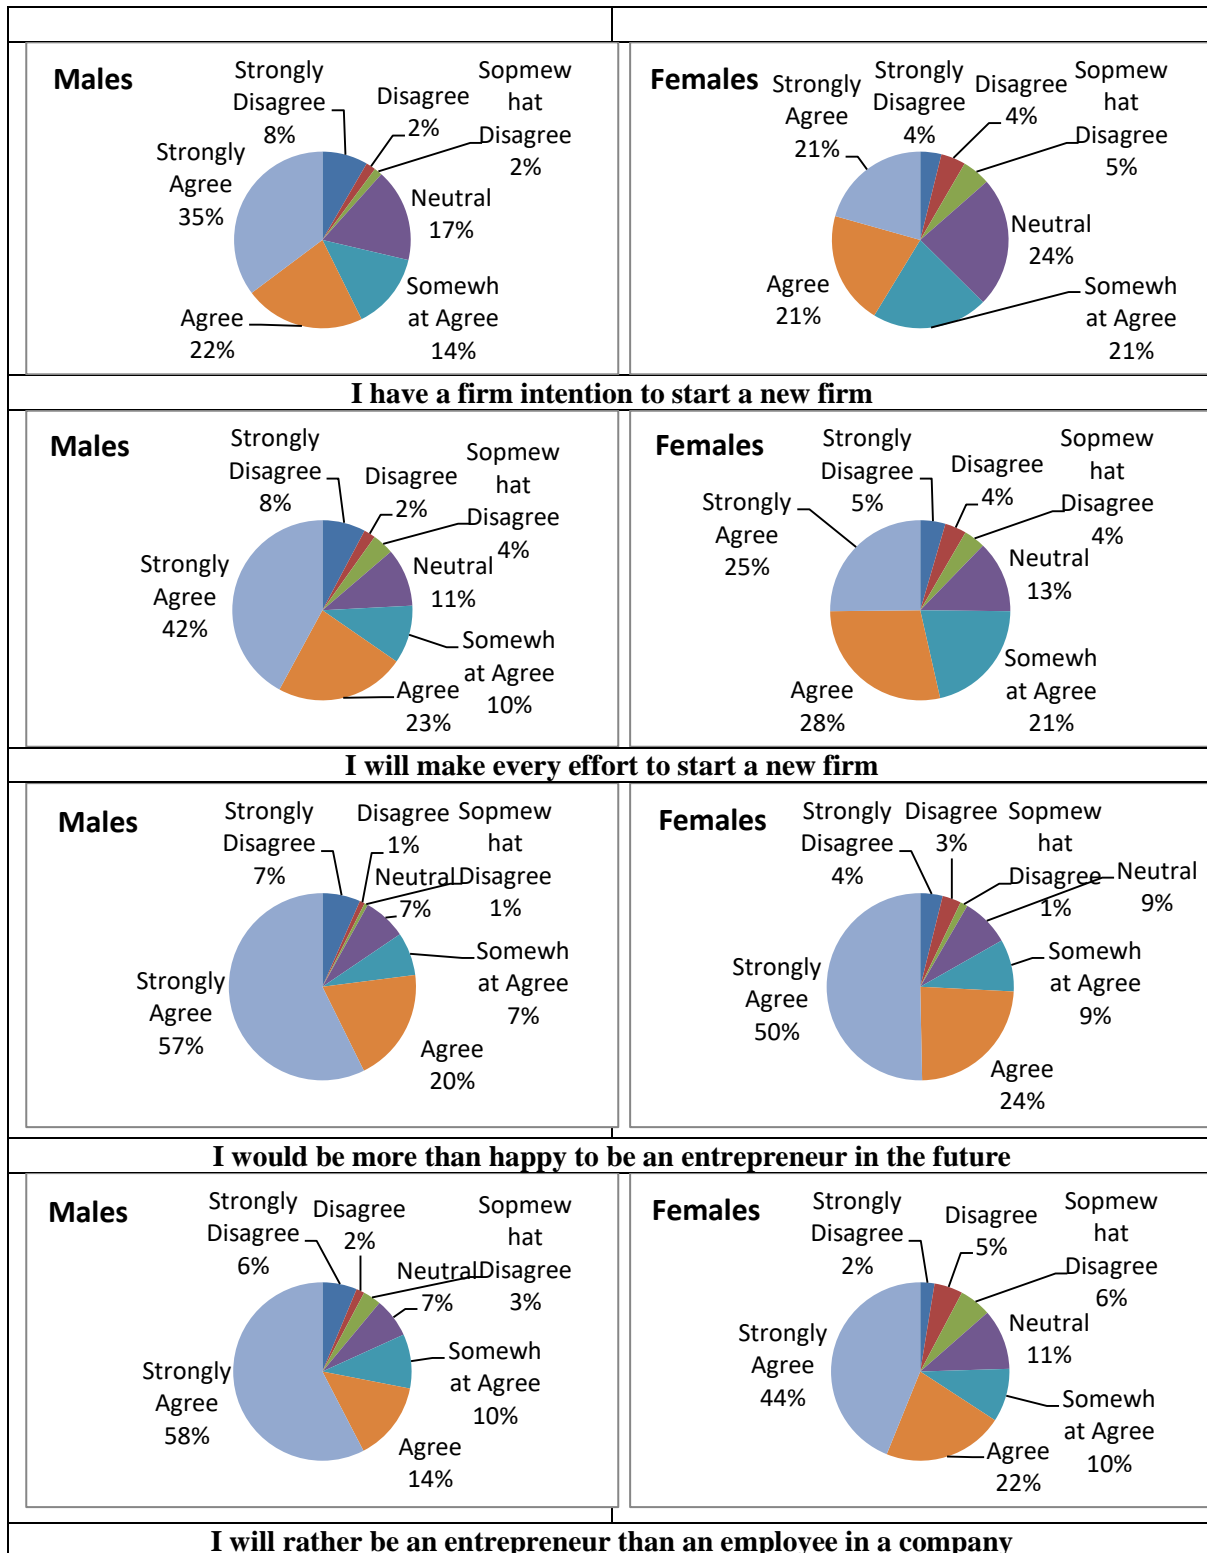 Males
Strongly
Disagree
8%
Disagree
2%
Sopmew
hat
Disagree
2%
Neutral
17%
Somewh
at Agree
14%
Agree
22%
Strongly
Agree
35%
Females
Strongly
Disagree
4%
Disagree
4%
Sopmew
hat
Disagree
5%
Neutral
24%
Somewh
at Agree
21%
Agree
21%
Strongly
Agree
21%
I have a firm intention to start a new firm
Males
Strongly
Disagree
8%
Disagree
2%
Sopmew
hat
Disagree
4%
Neutral
11%
Somewh
at Agree
10%
Agree
23%
Strongly
Agree
42%
Females
Strongly
Disagree
5%
Disagree
4%
Sopmew
hat
Disagree
4%
Neutral
13%
Somewh
at Agree
21%
Agree
28%
Strongly
Agree
25%
I will make every effort to start a new firm
Males
Strongly
Disagree
7%
Disagree
1%
Sopmew
hat
Disagree
1%
Neutral
7%
Somewh
at Agree
7%
Agree
20%
Strongly
Agree
57%
Females
Strongly
Disagree
4%
Disagree
3%
Sopmew
hat
Disagree
1%
Neutral
9%
Somewh
at Agree
9%
Agree
24%
Strongly
Agree
50%
I would be more than happy to be an entrepreneur in the future
Males
Strongly
Disagree
6%
Disagree
2%
Sopmew
hat
Disagree
3%
Neutral
7%
Somewh
at Agree
10%
Agree
14%
Strongly
Agree
58%
Females
Strongly
Disagree
2%
Disagree
5%
Sopmew
hat
Disagree
6%
Neutral
11%
Somewh
at Agree
10%
Agree
22%
Strongly
Agree
44%
I will rather be an entrepreneur than an employee in a company